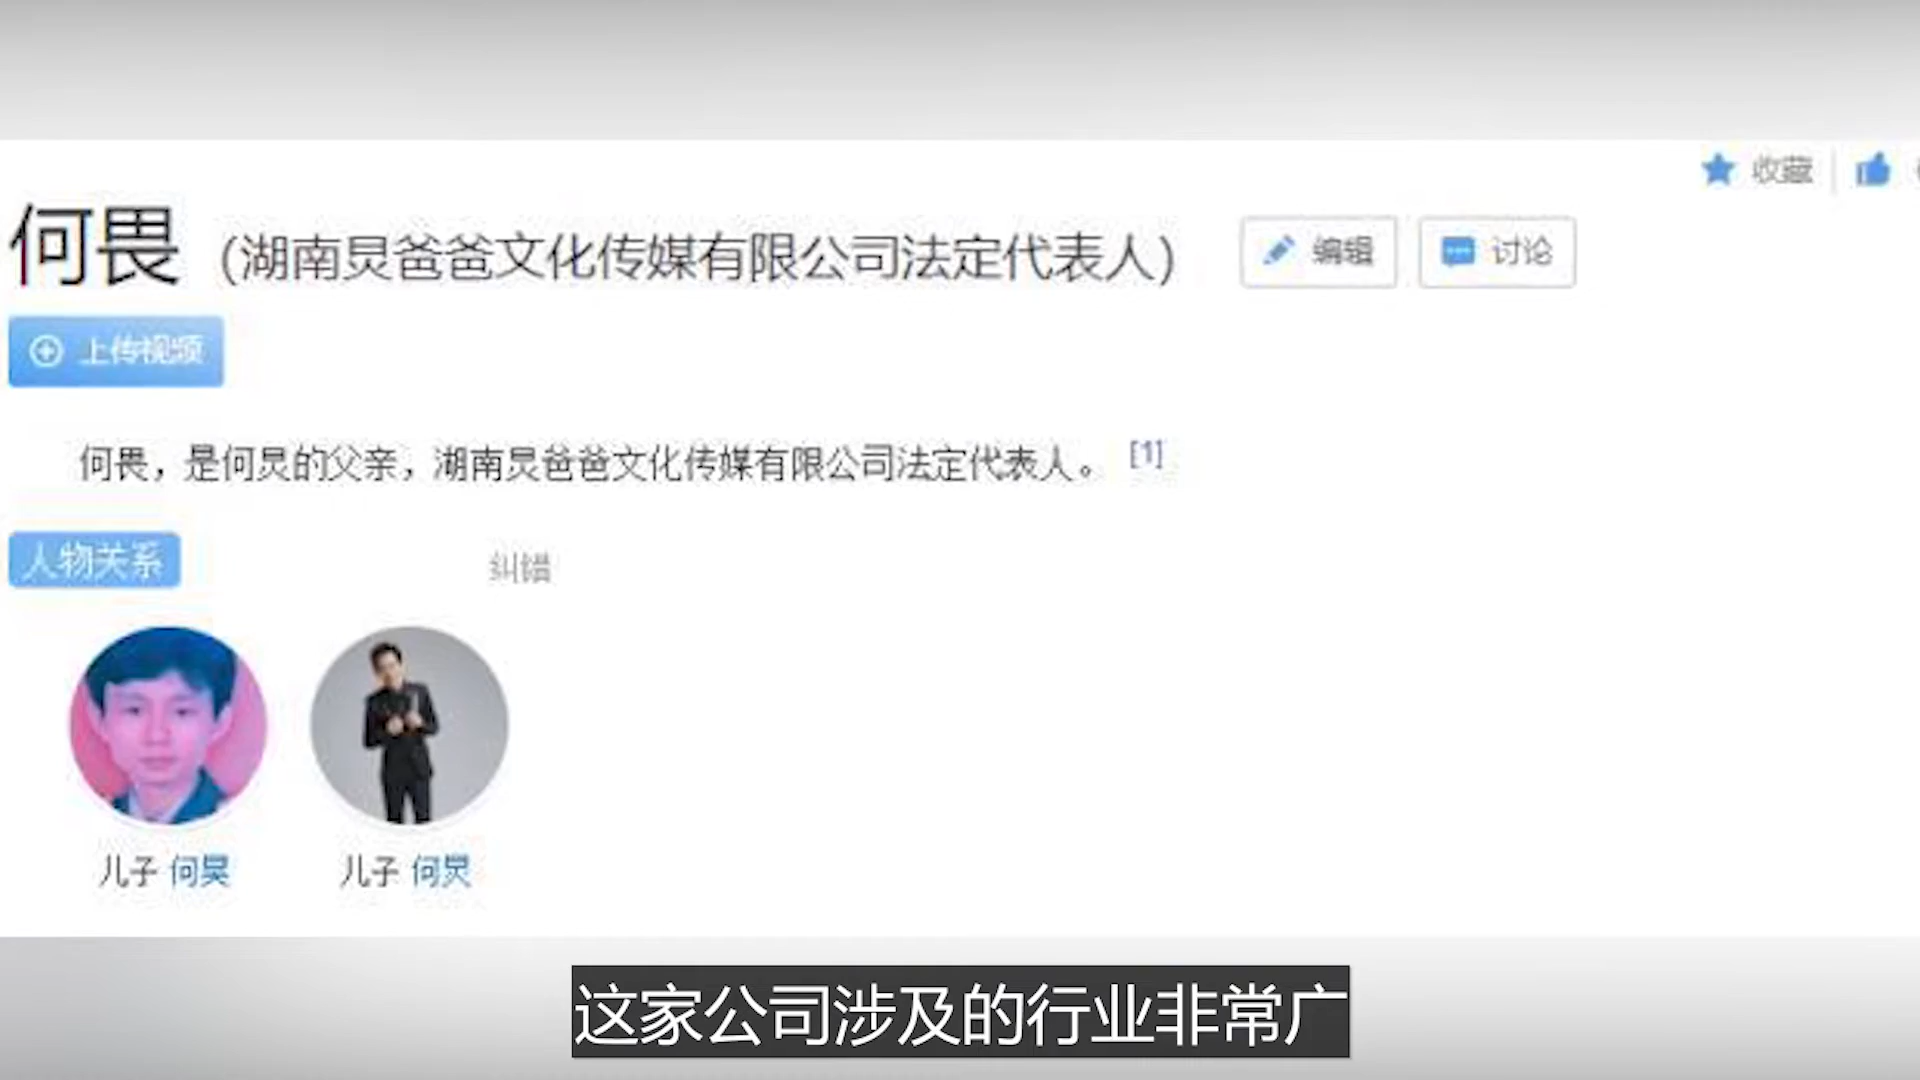 收藏
何畏 (湖南炅爸爸文化传媒有限公司法定代表人) 编辑 讨论
上传视频
何畏，是何炅的父亲，湖南炅爸爸文化传媒有限公司法定代表人。 [1]
人物关系 纠错
儿子 何昊 儿子 何炅
这家公司涉及的行业非常广